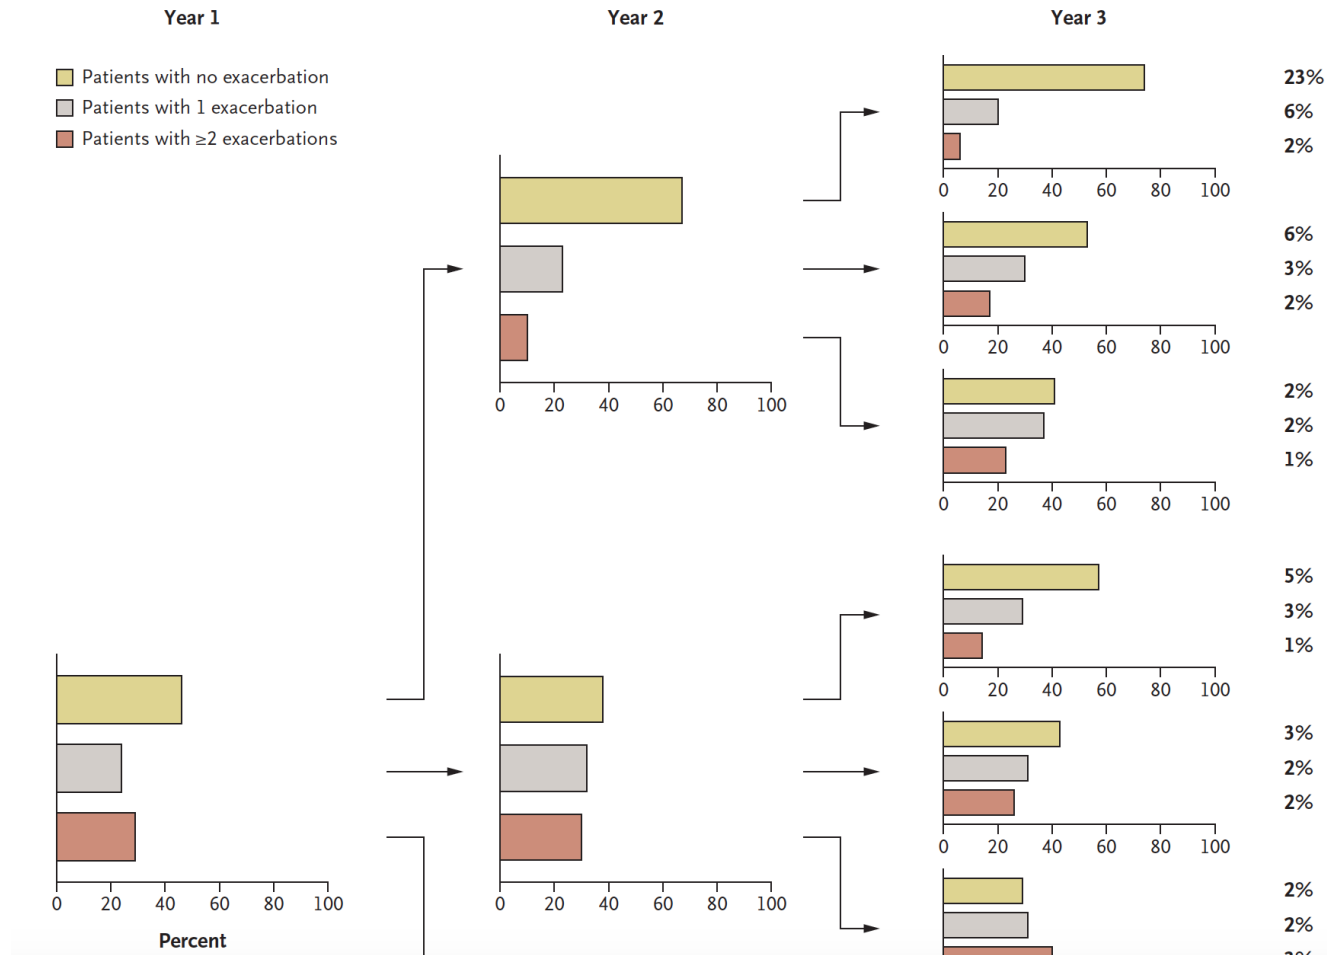 Year 1
Year 2
Year 3
Patients with no exacerbation
Patients with 1 exacerbation
Patients with ≥2 exacerbations
23%
6%
2%
0 20 40 60 80 100
6%
3%
2%
0 20 40 60 80 100
0 20 40 60 80 100
2%
2%
1%
0 20 40 60 80 100
5%
3%
1%
0 20 40 60 80 100
3%
2%
2%
0 20 40 60 80 100
0 20 40 60 80 100
0 20 40 60 80 100
2%
2%
Percent